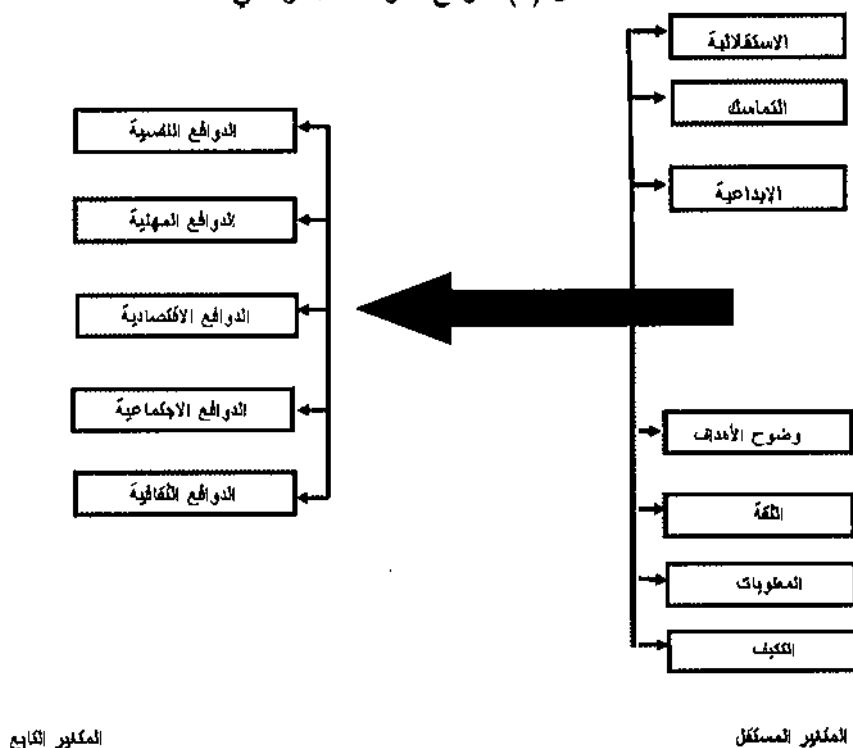 الاستقلالية
التماسك
الإبداعية
وضوح الأهداف
الثقة
التكيف
الدوافع النفسية
الدوافع المهنية
الدوافع الاقتصادية
الدوافع الاجتماعية
الدوافع الثقافية
المتغير المستقل
المتغير التابع